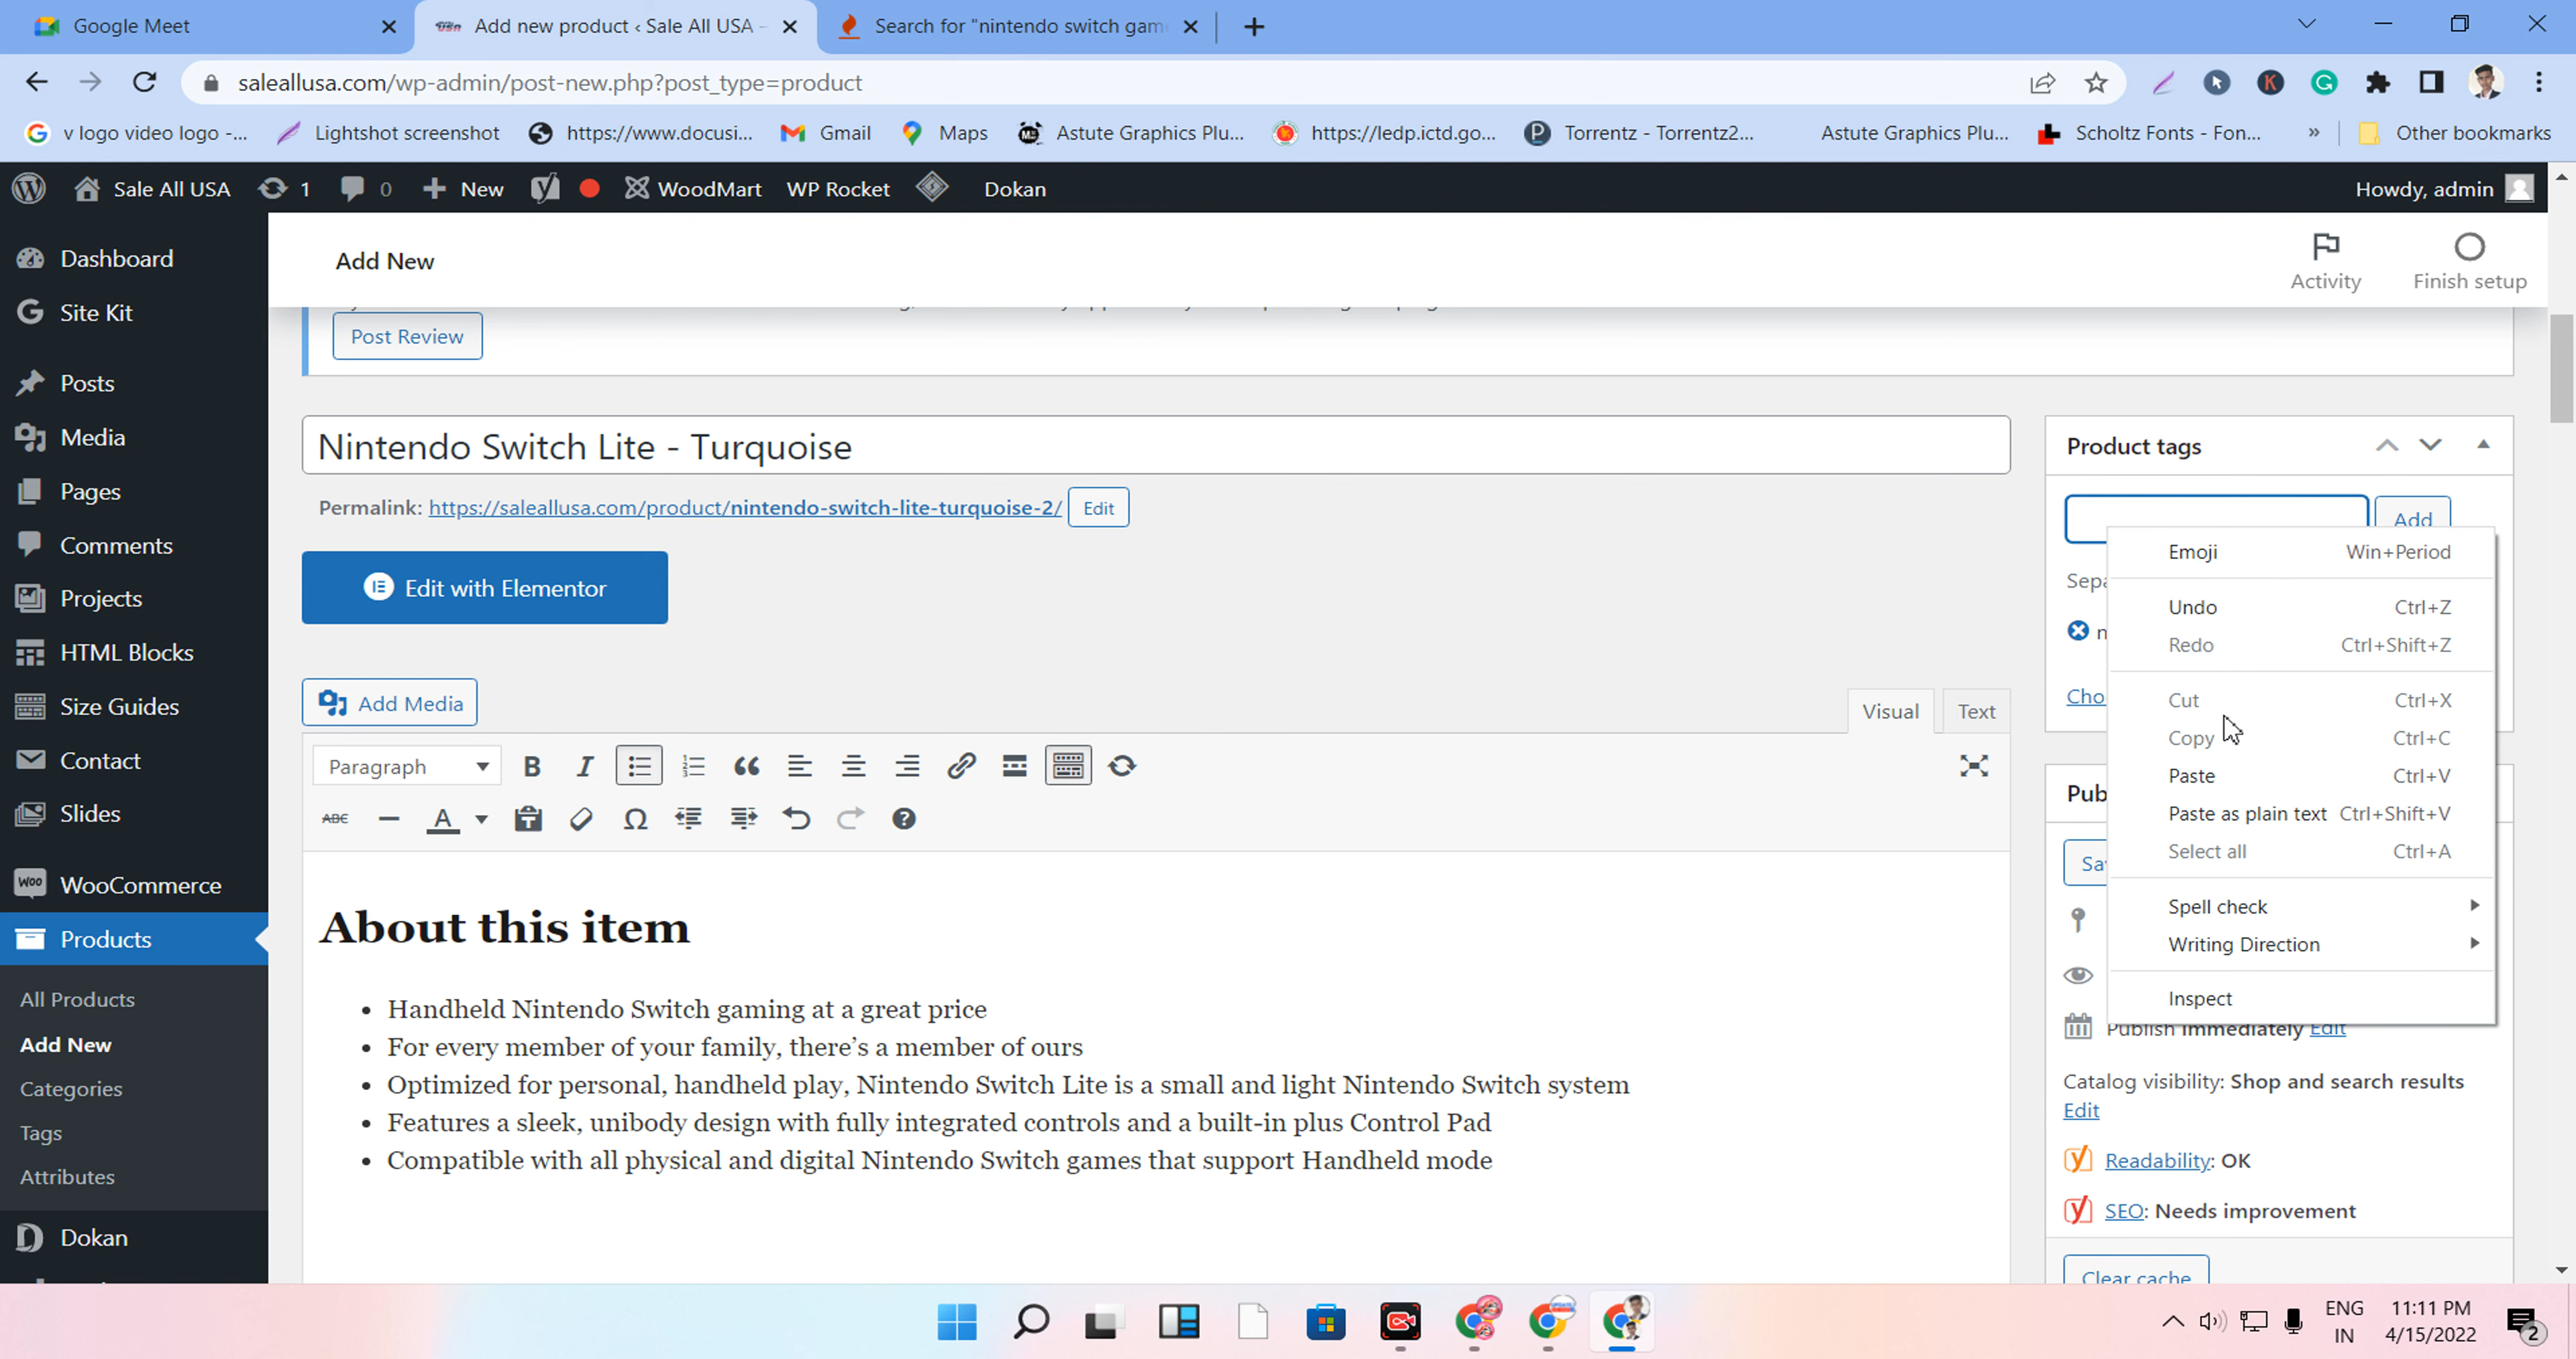 Google Meet
Add new product ‹ Sale All USA –
Search for "nintendo switch gam
saleallusa.com/wp-admin/post-new.php?post_type=product
v logo video logo -...
Lightshot screenshot
https://www.docusi...
Gmail
Maps
Astute Graphics Plu...
https://ledp.ictd.go...
Torrentz - Torrentz2...
Astute Graphics Plu...
Scholtz Fonts - Fon...
»
Other bookmarks
Sale All USA
1
0
New
WoodMart
WP Rocket
Dokan
Howdy, admin
Dashboard
Site Kit
Posts
Media
Pages
Comments
Projects
HTML Blocks
Size Guides
Contact
Slides
WooCommerce
Products
All Products
Add New
Categories
Tags
Attributes
Dokan
Add New
Activity
Finish setup
Post Review
Nintendo Switch Lite - Turquoise
Permalink: https://saleallusa.com/product/nintendo-switch-lite-turquoise-2/ Edit
Edit with Elementor
Add Media
Visual
Text
Paragraph
B I
ABC
A
About this item
• Handheld Nintendo Switch gaming at a great price
• For every member of your family, there's a member of ours
• Optimized for personal, handheld play, Nintendo Switch Lite is a small and light Nintendo Switch system
• Features a sleek, unibody design with fully integrated controls and a built-in plus Control Pad
• Compatible with all physical and digital Nintendo Switch games that support Handheld mode
Product tags
Add
Sepa
n
Cho
Pub
Sav
Emoji Win+Period
Undo Ctrl+Z
Redo Ctrl+Shift+Z
Cut Ctrl+X
Copy Ctrl+C
Paste Ctrl+V
Paste as plain text Ctrl+Shift+V
Select all Ctrl+A
Spell check
Writing Direction
Inspect
Publish immediately Edit
Catalog visibility: Shop and search results
Edit
Readability: OK
SEO: Needs improvement
Clear cache
ENG
IN
11:11 PM
4/15/2022
2